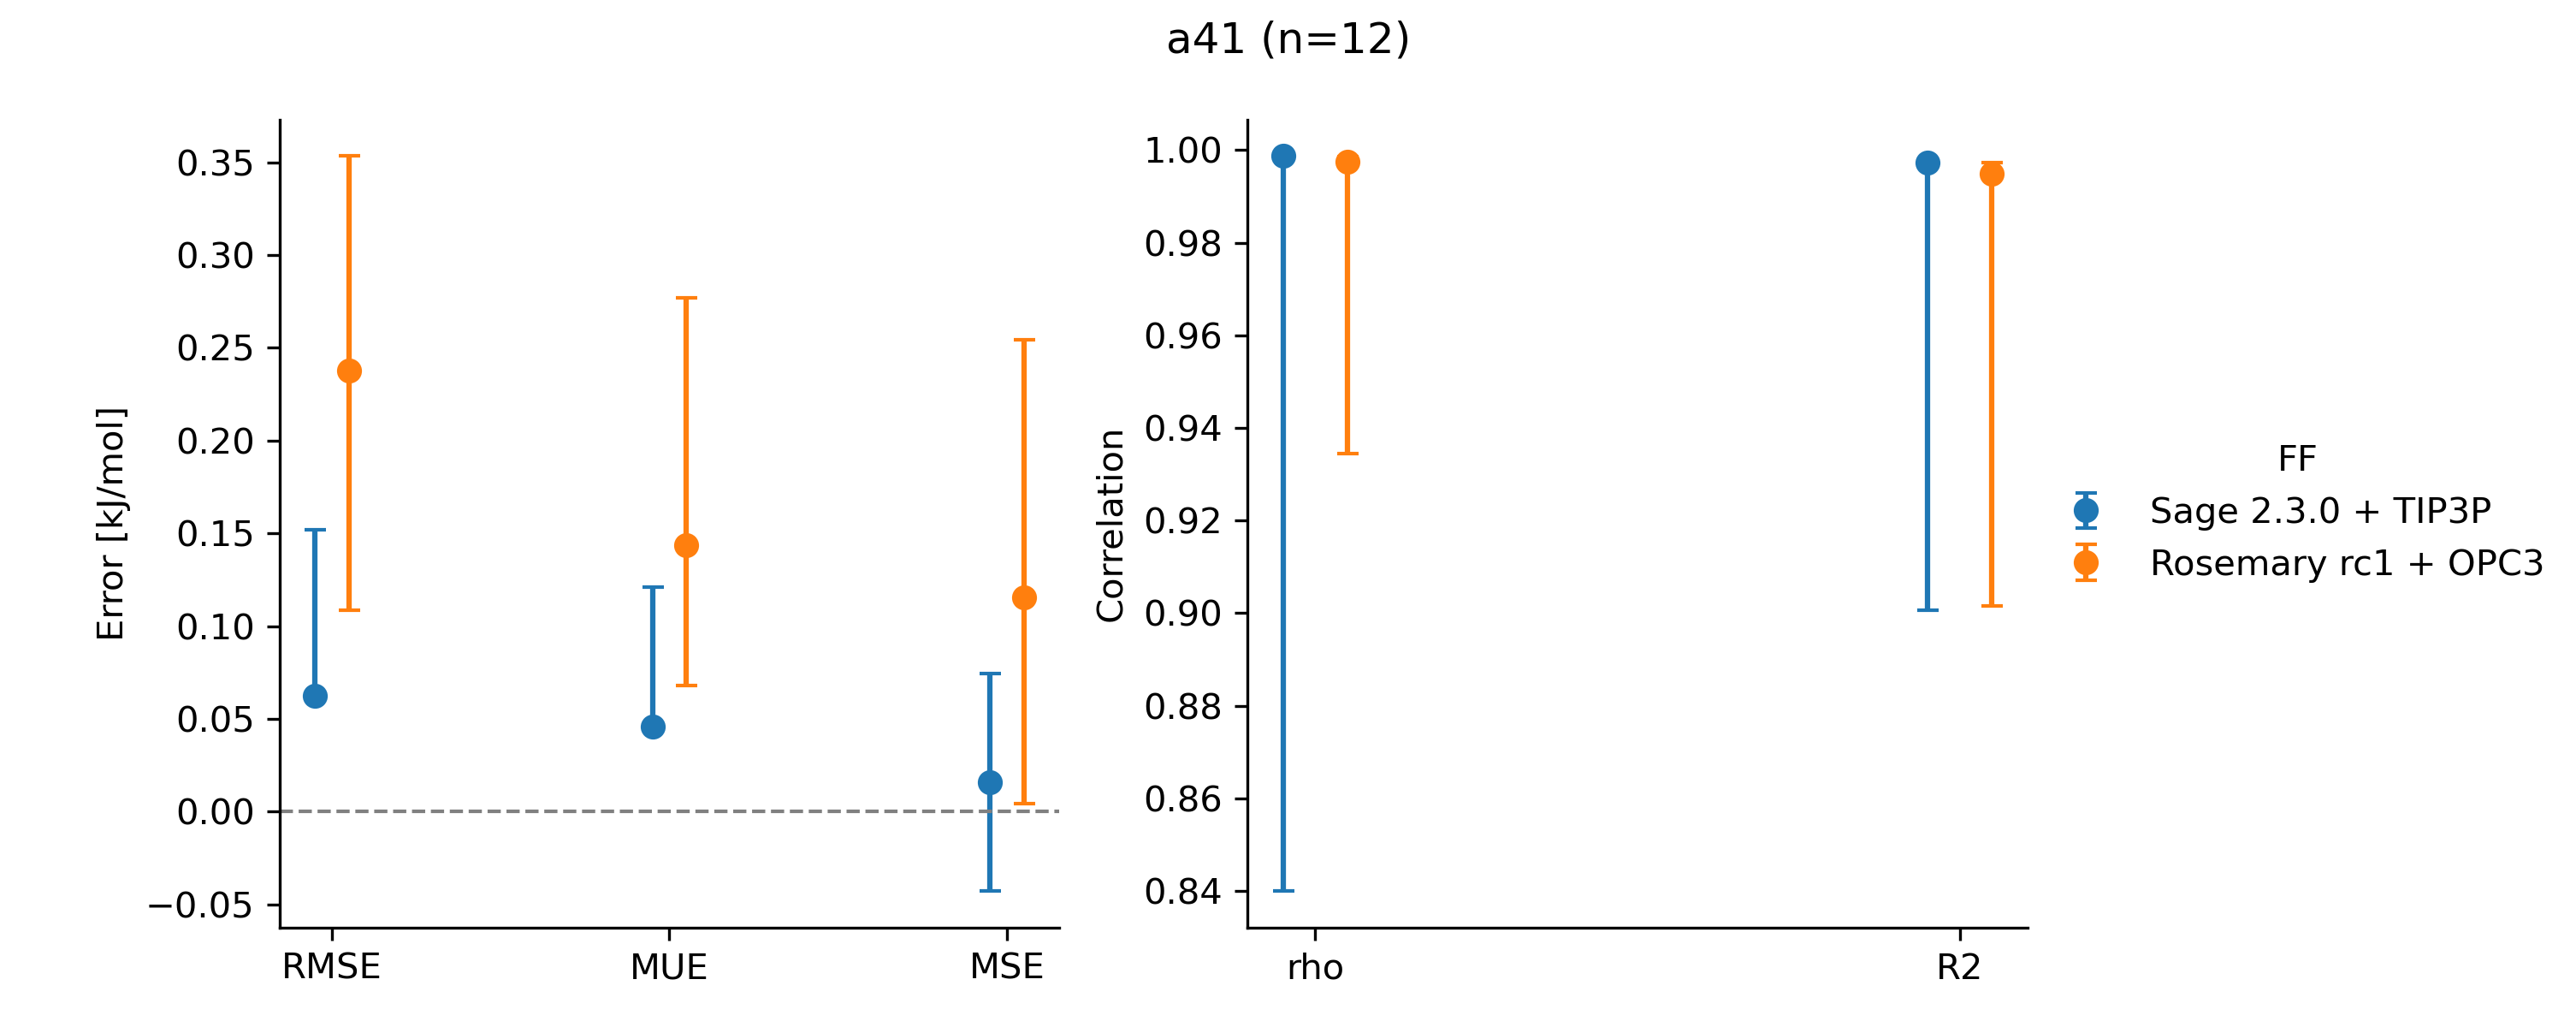 a41 (n=12)
Error [kJ/mol]
0.35
0.30
0.25
0.20
0.15
0.10
0.05
0.00
−0.05
RMSE
MUE
MSE
Correlation
1.00
0.98
0.96
0.94
0.92
0.90
0.88
0.86
0.84
rho
R2
FF
Sage 2.3.0 + TIP3P
Rosemary rc1 + OPC3